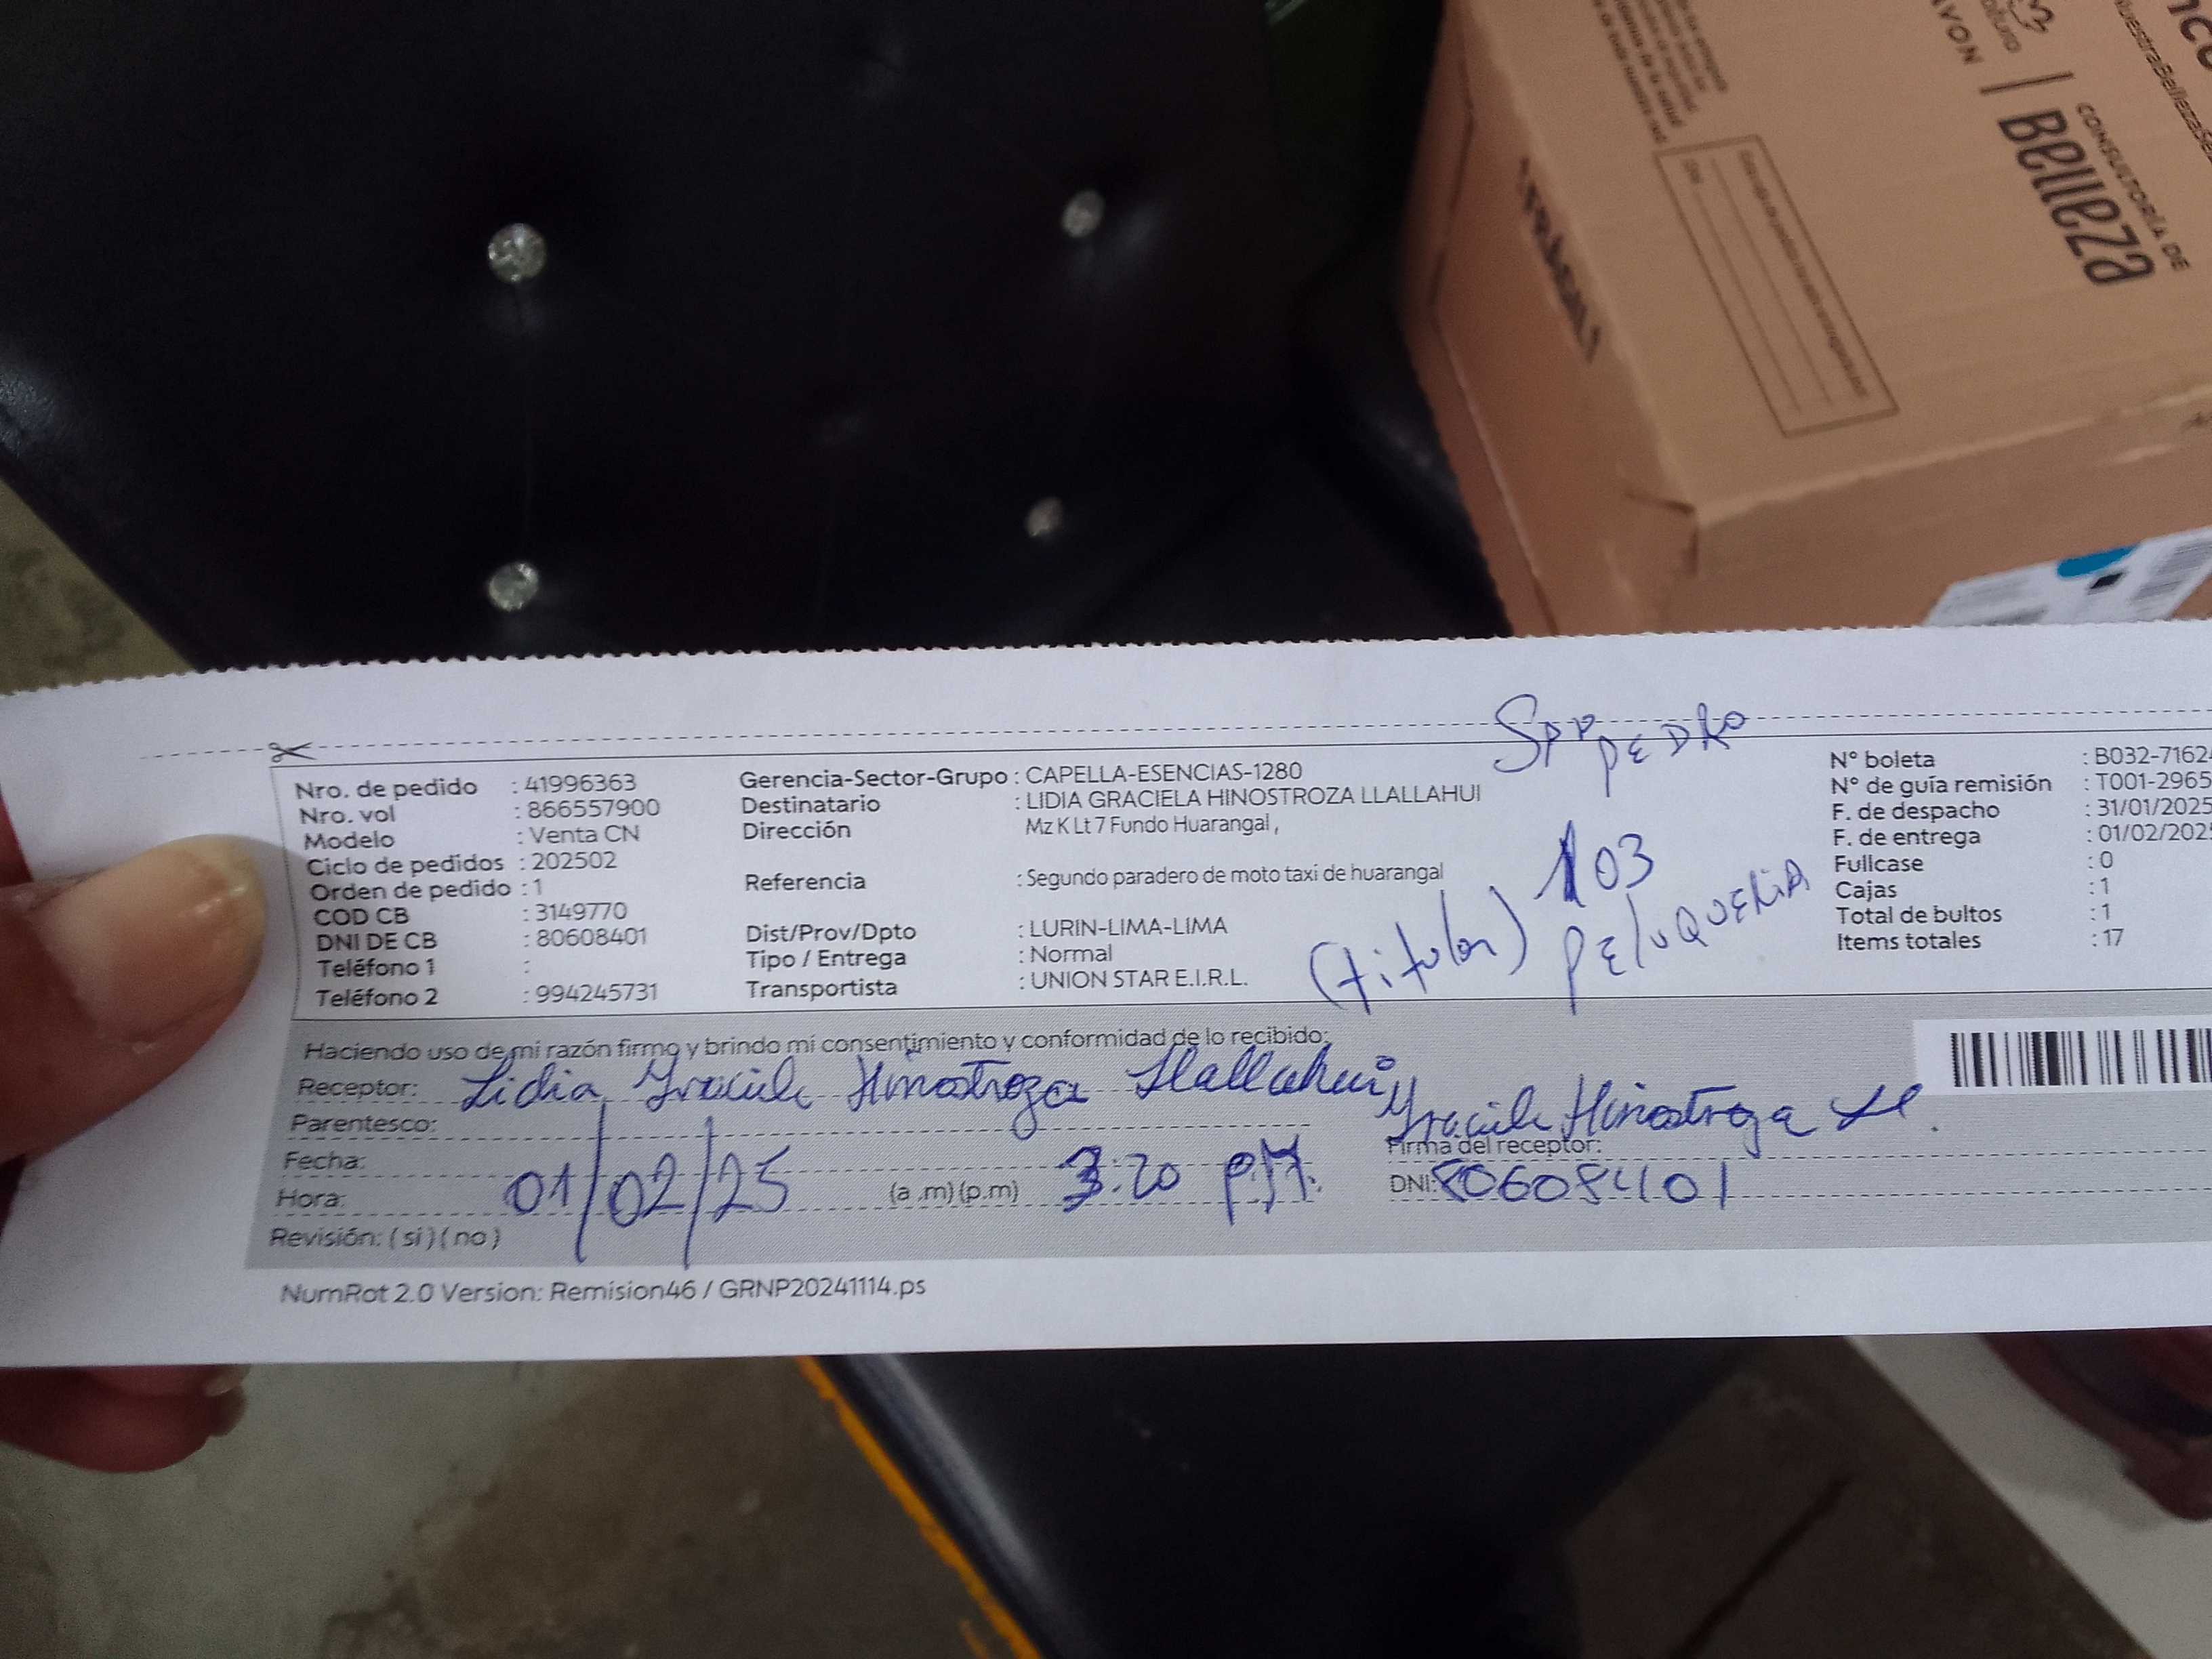 AVON
CONSULTORÍA DE
Belleza
Nro. de pedido : 41996363
Nro. vol : 866557900
Modelo : Venta CN
Ciclo de pedidos : 202502
Orden de pedido : 1
COD CB : 3149770
DNI DE CB : 80608401
Teléfono 1 :
Teléfono 2 : 994245731
Gerencia-Sector-Grupo : CAPELLA-ESENCIAS-1280
Destinatario : LIDIA GRACIELA HINOSTROZA LLALLAHUI
Dirección Mz K Lt 7 Fundo Huarangal,
Referencia : Segundo paradero de moto taxi de huarangal
Dist/Prov/Dpto : LURIN-LIMA-LIMA
Tipo / Entrega : Normal
Transportista : UNION STAR E.I.R.L.
PEDRO
103
(titular) PELUQUERIA
N° boleta : B032-7162
N° de guía remisión : T001-2965
F. de despacho : 31/01/2025
F. de entrega : 01/02/202
Fullcase : 0
Cajas : 1
Total de bultos : 1
Items totales : 17
Haciendo uso de mi razón firmo y brindo mi consentimiento y conformidad de lo recibido:
Receptor: Lidia Graciela Hinostroza Llallahui
Parentesco:
Fecha:
Hora: 01/02/25 (a.m)(p.m) 3:20 P.M.
Revisión: (si)(no)
Graciela Hinostroza Ll.
Firma del receptor:
DNI: 80608401
NumRot 2.0 Version: Remision46 / GRNP20241114.ps